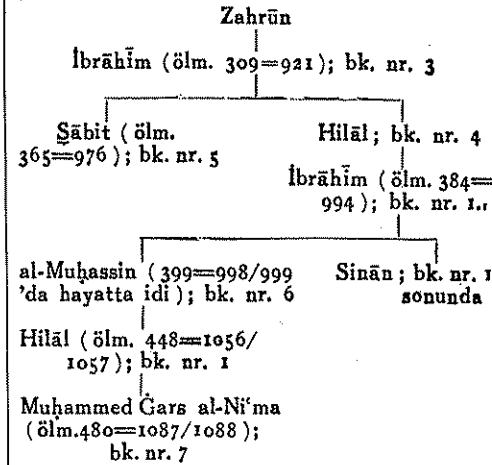 Zahrūn
İbrāhīm (ölm. 309=921); bk. nr. 3
S̱ābit (ölm.
365=976); bk. nr. 5
Hilāl; bk. nr. 4
İbrāhīm (ölm. 384=
994); bk. nr. 1.,
al-Muḥassin (399=998/999
'da hayatta idi); bk. nr. 6
Sinān; bk. nr. 1
sonunda
Hilāl (ölm. 448=1056/
1057); bk. nr. 1
Muḥammed Ġars al-Ni‘ma
(ölm.480=1087/1088);
bk. nr. 7